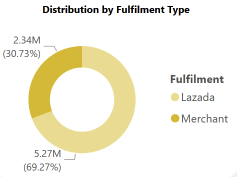 Distribution by Fulfilment Type
2.34M
(30.73%)
Fulfilment
Lazada
Merchant
5.27M
(69.27%)